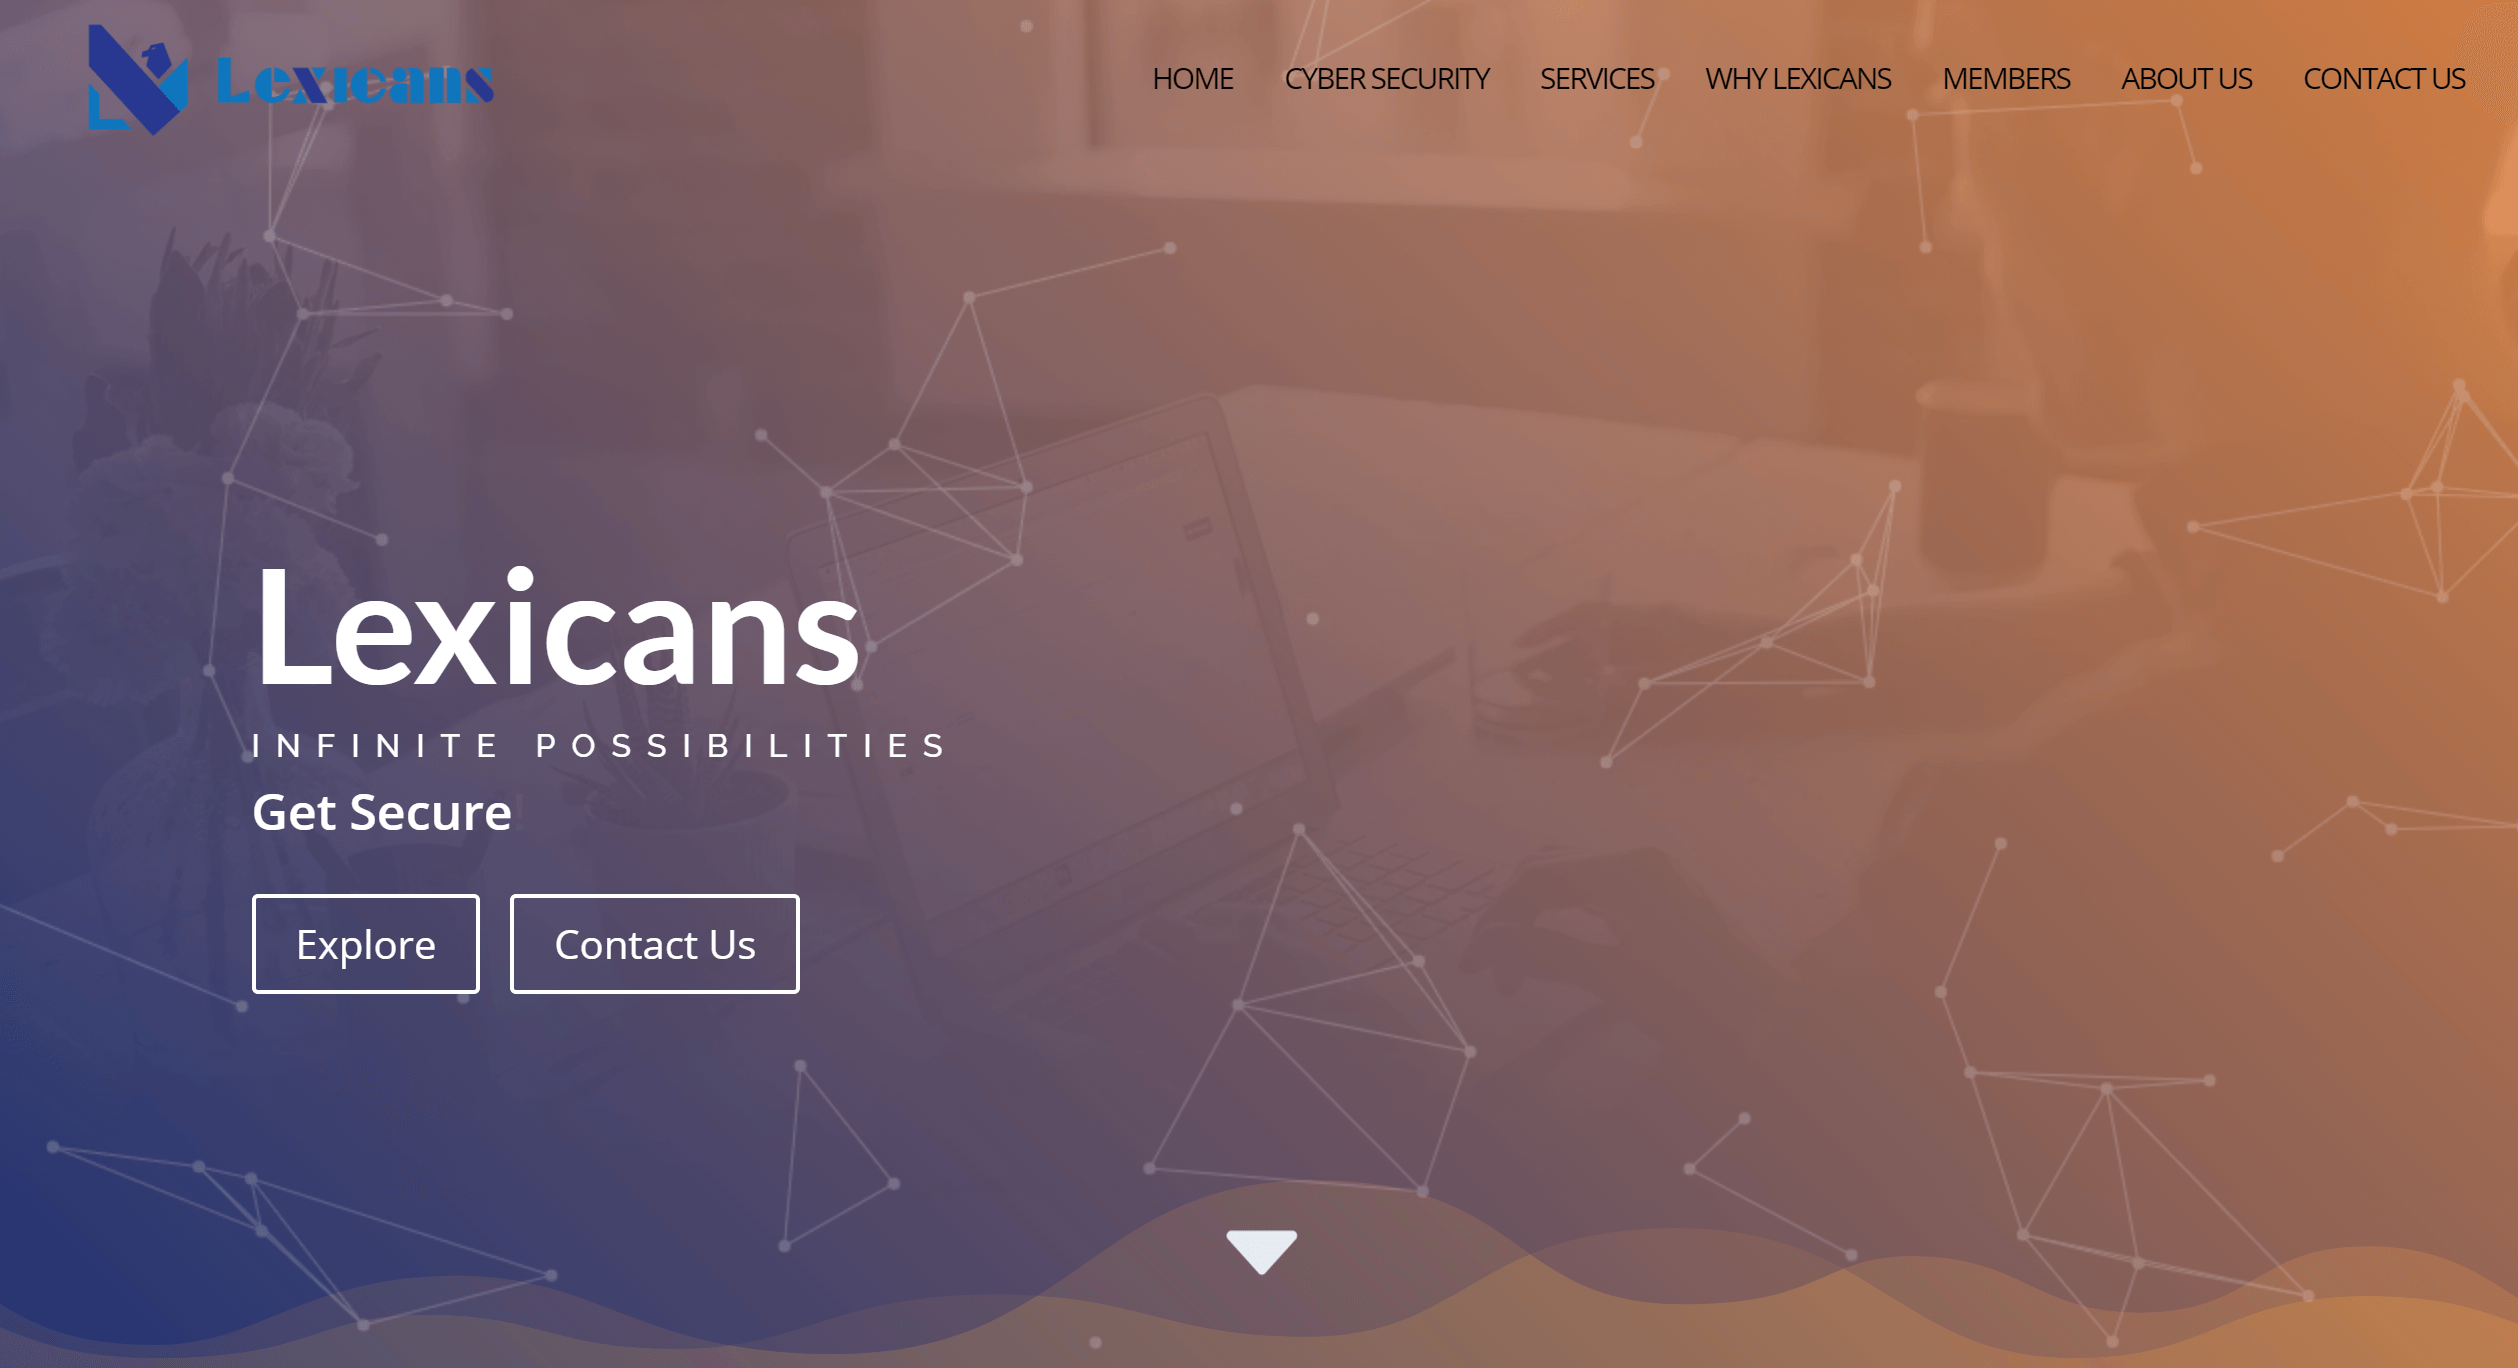 Lexicans
HOME CYBER SECURITY SERVICES WHY LEXICANS MEMBERS ABOUT US CONTACT US
Lexicans
INFINITE POSSIBILITIES
Get Secure
Explore Contact Us